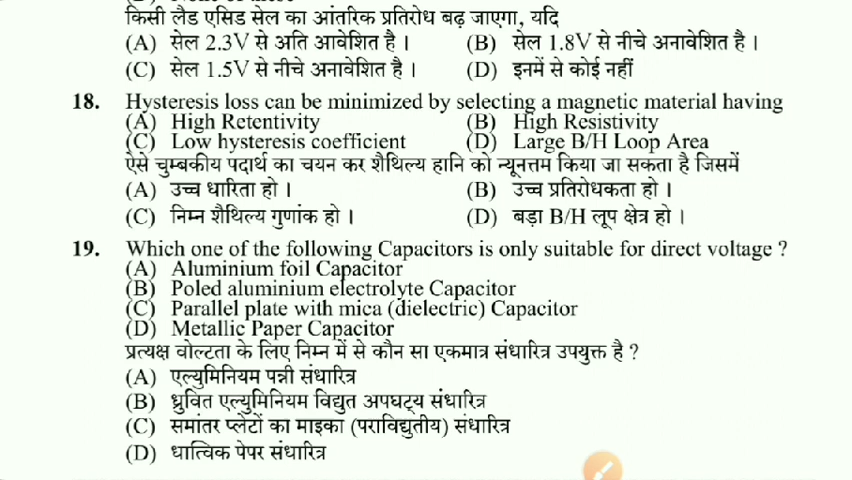 किसी लैड एसिड सेल का आंतरिक प्रतिरोध बढ़ जाएगा, यदि
(A) सेल 2.3V से अति आवेशित है । (B) सेल 1.8V से नीचे अनावेशित है ।
(C) सेल 1.5V से नीचे अनावेशित है । (D) इनमें से कोई नहीं
18. Hysteresis loss can be minimized by selecting a magnetic material having
(A) High Retentivity (B) High Resistivity
(C) Low hysteresis coefficient (D) Large B/H Loop Area
ऐसे चुम्बकीय पदार्थ का चयन कर शैथिल्य हानि को न्यूनत्तम किया जा सकता है जिसमें
(A) उच्च धारिता हो । (B) उच्च प्रतिरोधकता हो ।
(C) निम्न शैथिल्य गुणांक हो । (D) बड़ा B/H लूप क्षेत्र हो ।
19. Which one of the following Capacitors is only suitable for direct voltage ?
(A) Aluminium foil Capacitor
(B) Poled aluminium electrolyte Capacitor
(C) Parallel plate with mica (dielectric) Capacitor
(D) Metallic Paper Capacitor
प्रत्यक्ष वोल्टता के लिए निम्न में से कौन सा एकमात्र संधारित्र उपयुक्त है ?
(A) एल्युमिनियम पन्नी संधारित्र
(B) ध्रुवित एल्युमिनियम विद्युत अपघट्य संधारित्र
(C) समांतर प्लेटों का माइका (पराविद्युतीय) संधारित्र
(D) धात्विक पेपर संधारित्र